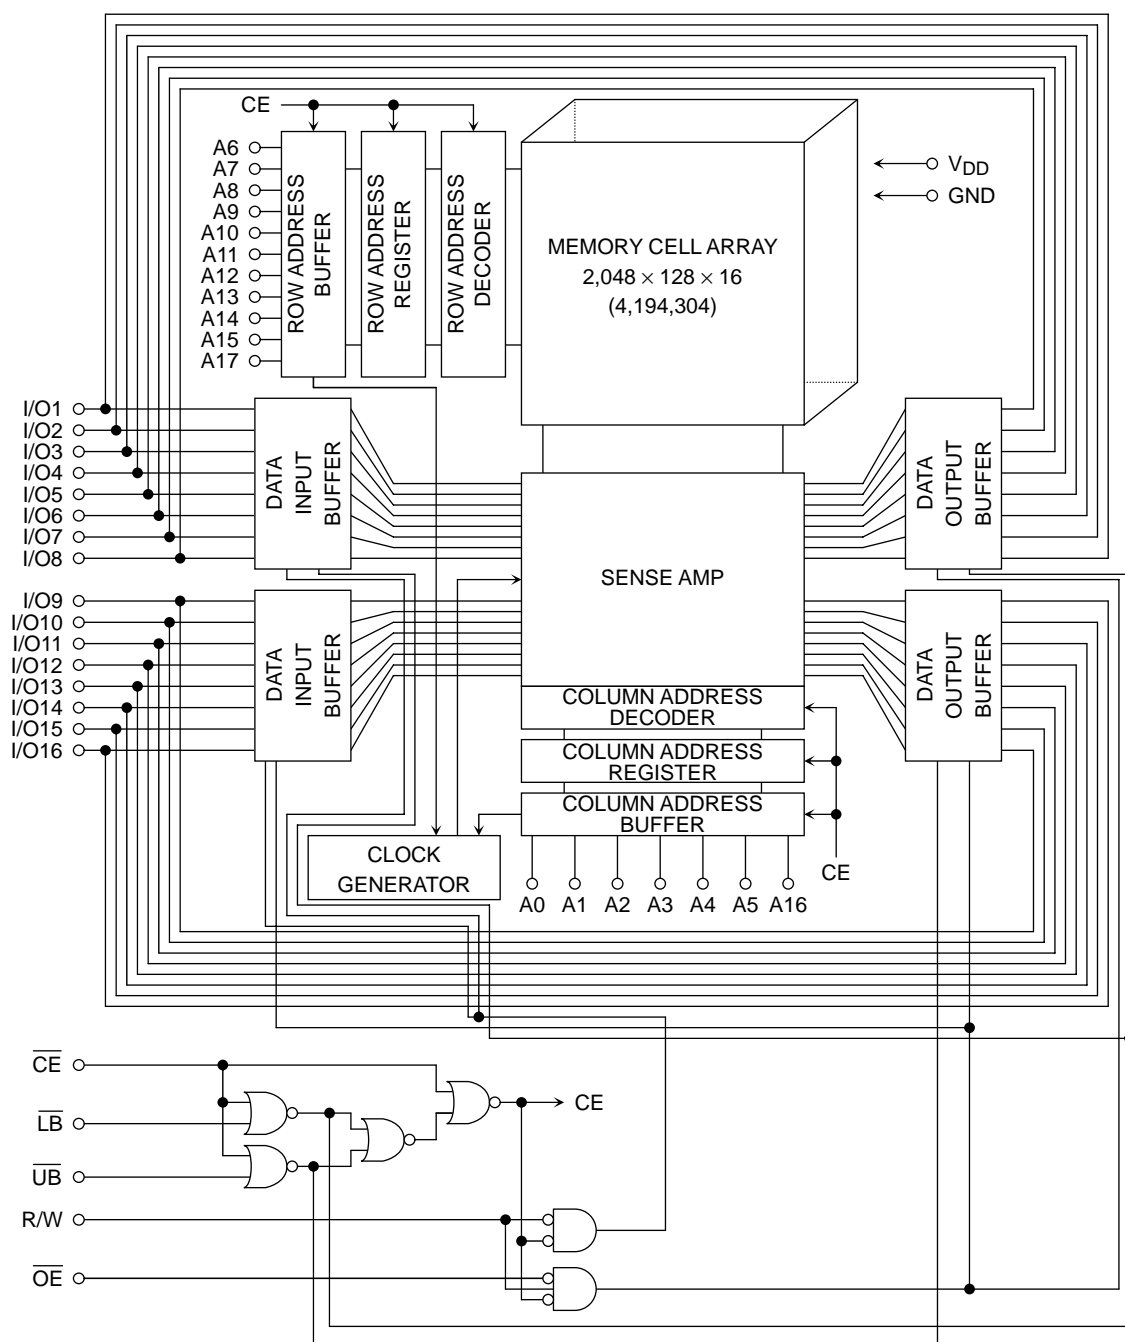 CE
A6
A7
A8
A9
A10
A11
A12
A13
A14
A15
A17
ROW ADDRESS
BUFFER
ROW ADDRESS
REGISTER
ROW ADDRESS
DECODER
MEMORY CELL ARRAY
2,048 × 128 × 16
(4,194,304)
VDD
GND
I/O1
I/O2
I/O3
I/O4
I/O5
I/O6
I/O7
I/O8
DATA
INPUT
BUFFER
DATA
OUTPUT
BUFFER
SENSE AMP
I/O9
I/O10
I/O11
I/O12
I/O13
I/O14
I/O15
I/O16
DATA
INPUT
BUFFER
DATA
OUTPUT
BUFFER
COLUMN ADDRESS
DECODER
COLUMN ADDRESS
REGISTER
COLUMN ADDRESS
BUFFER
CLOCK
GENERATOR
CE
A0 A1 A2 A3 A4 A5 A16
C̅E̅
CE
L̅B̅
U̅B̅
R/W
O̅E̅